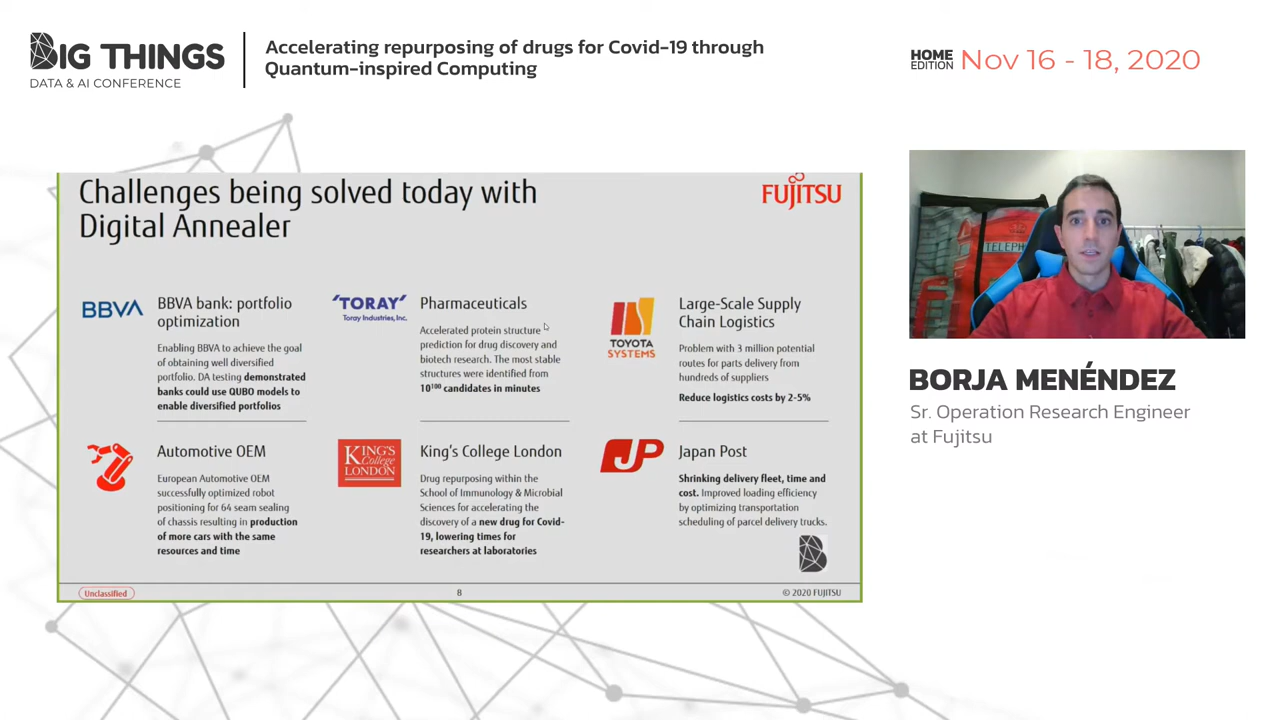 BIG THINGS
DATA & AI CONFERENCE
Accelerating repurposing of drugs for Covid-19 through
Quantum-inspired Computing
HOME
EDITION
Nov 16 - 18, 2020
Challenges being solved today with
Digital Annealer
FUJITSU
BBVA
BBVA bank: portfolio
optimization
Enabling BBVA to achieve the goal
of obtaining well diversified
portfolio. DA testing demonstrated
banks could use QUBO models to
enable diversified portfolios
'TORAY'
Toray Industries, Inc.
Pharmaceuticals
Accelerated protein structure
prediction for drug discovery and
biotech research. The most stable
structures were identified from
10¹⁰⁰ candidates in minutes
TOYOTA
SYSTEMS
Large-Scale Supply
Chain Logistics
Problem with 3 million potential
routes for parts delivery from
hundreds of suppliers
Reduce logistics costs by 2-5%
Automotive OEM
European Automotive OEM
successfully optimized robot
positioning for 64 seam sealing
of chassis resulting in production
of more cars with the same
resources and time
KING'S
College
LONDON
King's College London
Drug repurposing within the
School of Immunology & Microbial
Sciences for accelerating the
discovery of a new drug for Covid-
19, lowering times for
researchers at laboratories
JP
Japan Post
Shrinking delivery fleet, time and
cost. Improved loading efficiency
by optimizing transportation
scheduling of parcel delivery trucks.
Unclassified
8
© 2020 FUJITSU
TELEPH
BORJA MENÉNDEZ
Sr. Operation Research Engineer
at Fujitsu